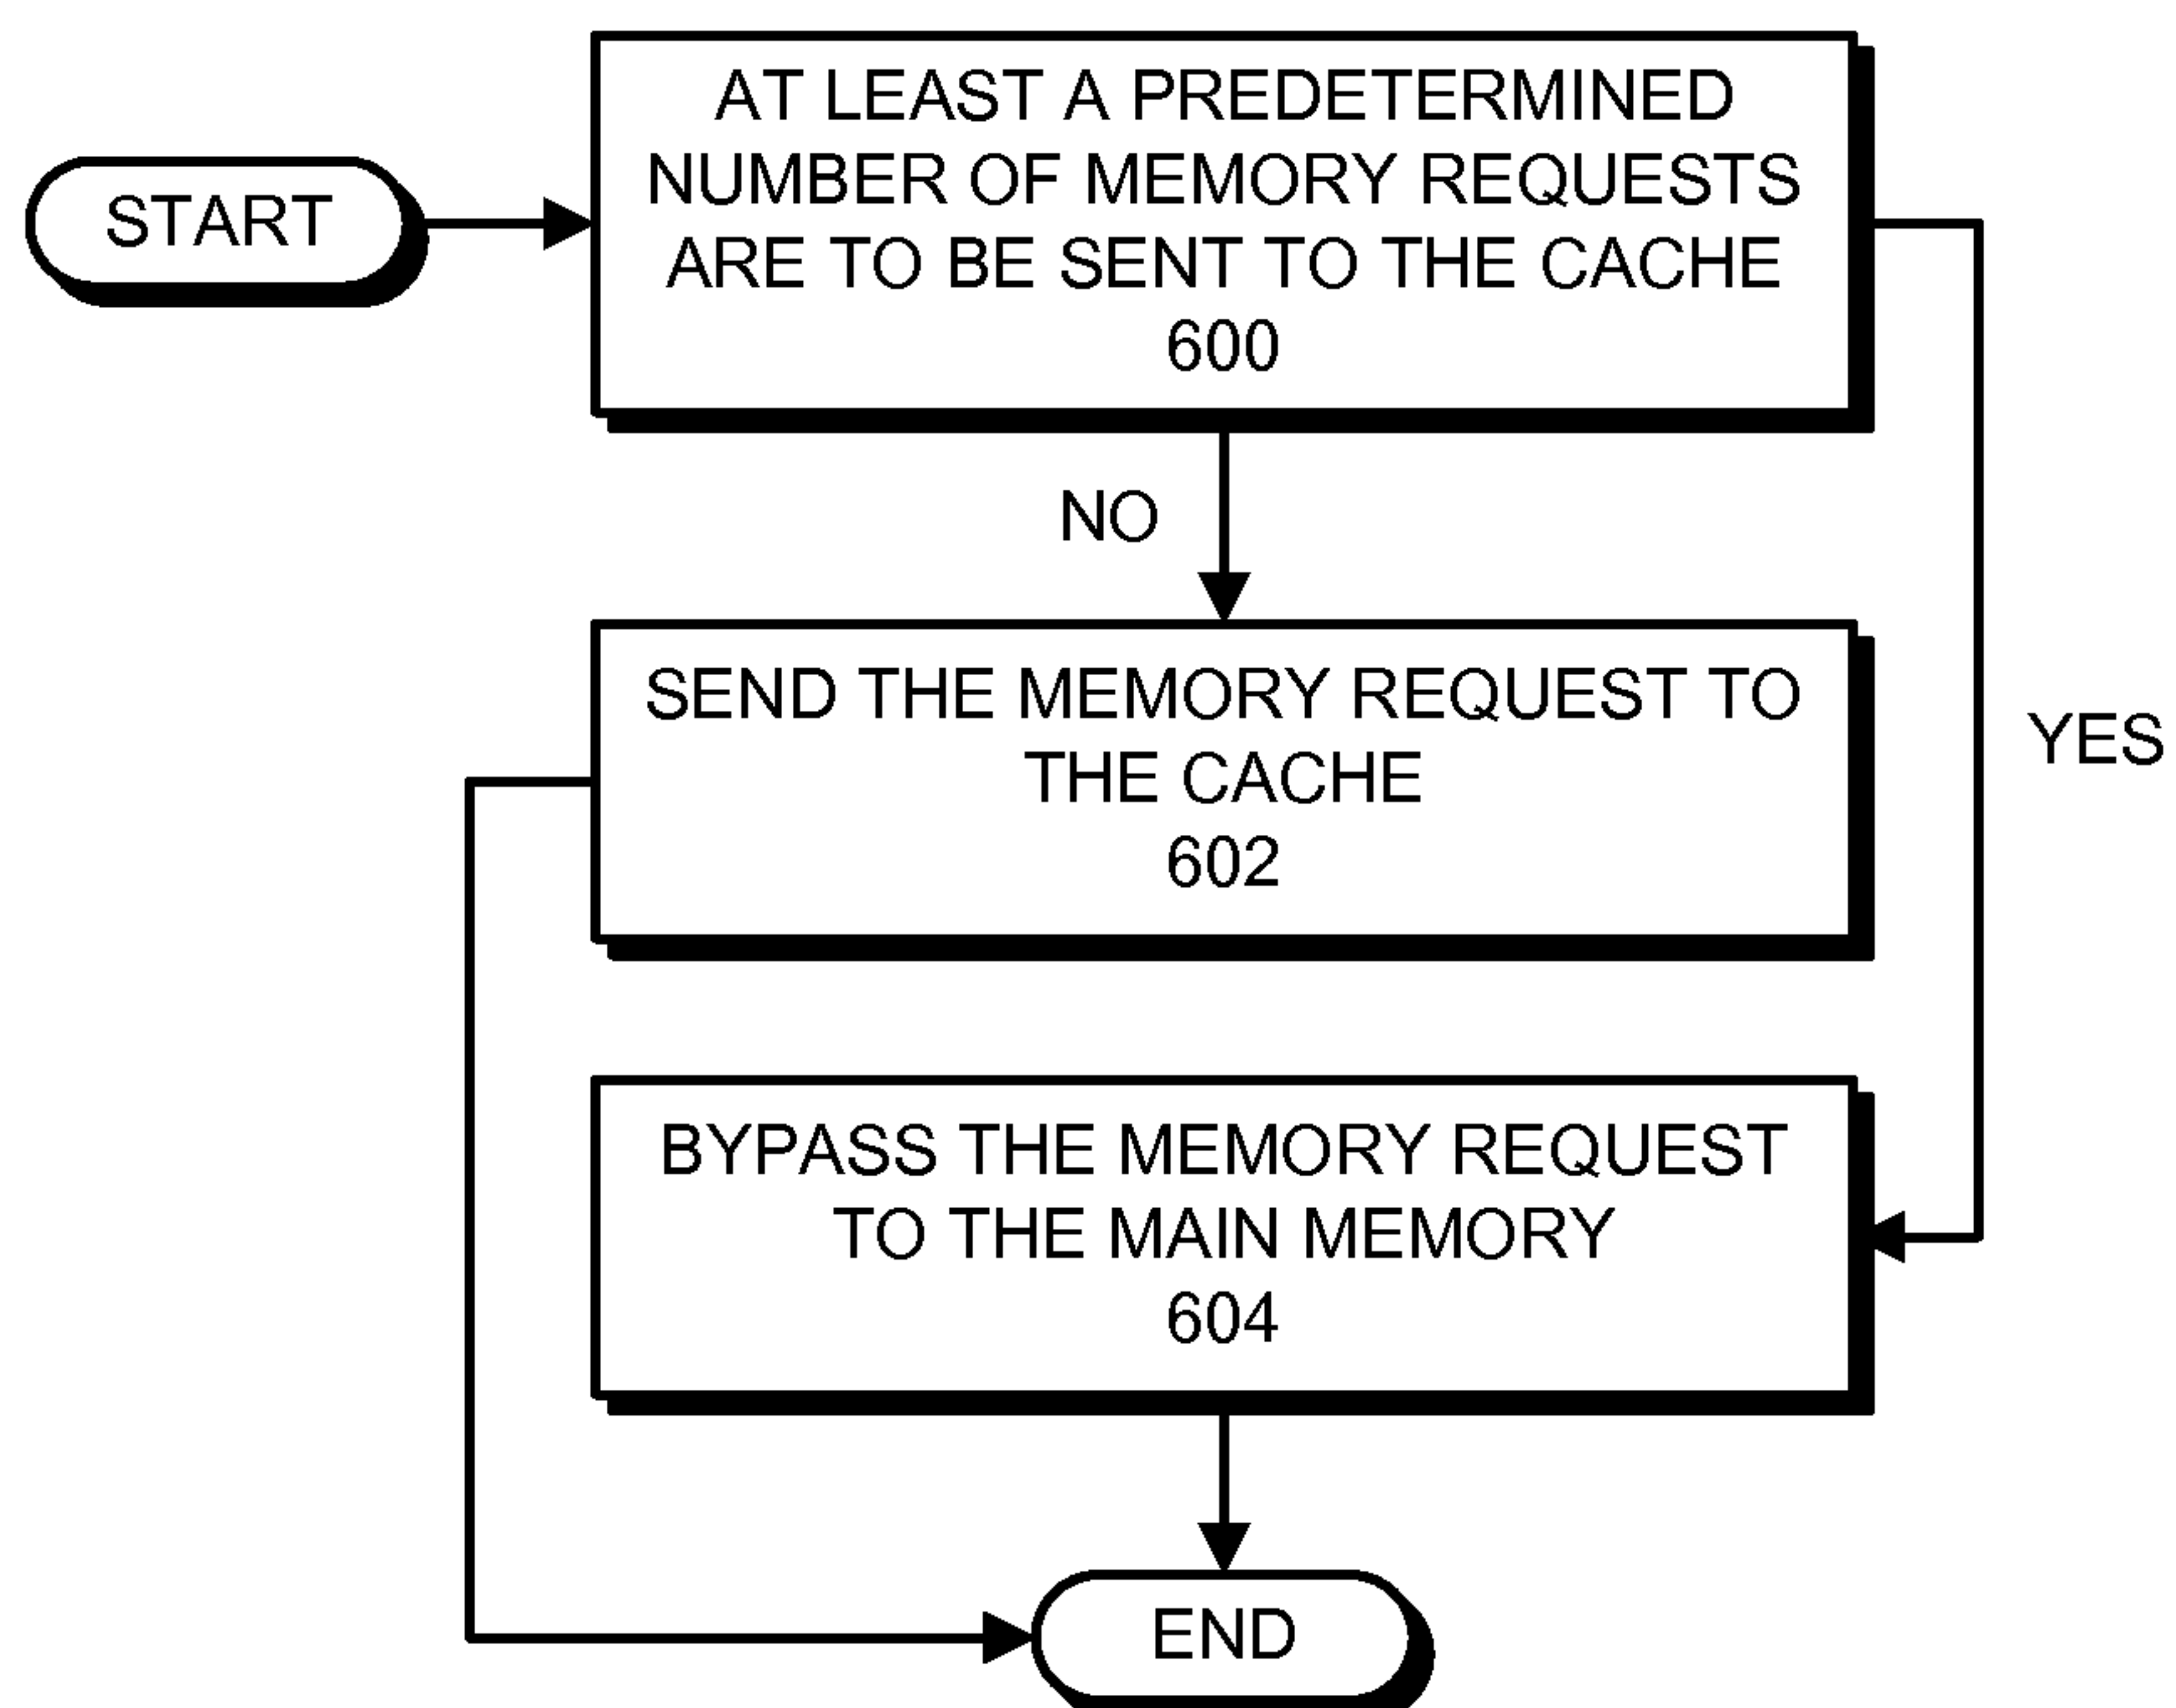 START
AT LEAST A PREDETERMINED
NUMBER OF MEMORY REQUESTS
ARE TO BE SENT TO THE CACHE
600
NO
SEND THE MEMORY REQUEST TO
THE CACHE
602
YES
BYPASS THE MEMORY REQUEST
TO THE MAIN MEMORY
604
END